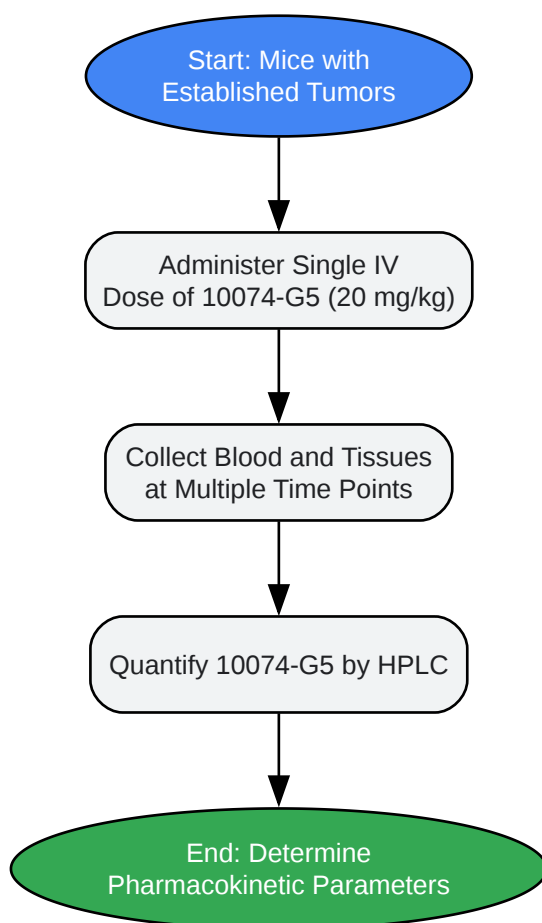 Start: Mice with
Established Tumors
Administer Single IV
Dose of 10074-G5 (20 mg/kg)
Collect Blood and Tissues
at Multiple Time Points
Quantify 10074-G5 by HPLC
End: Determine
Pharmacokinetic Parameters